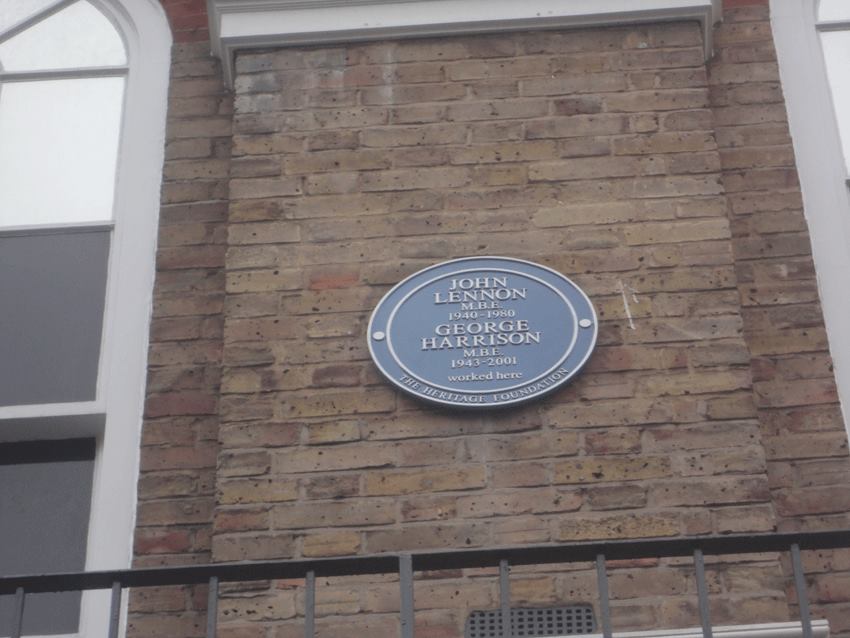 JOHN
LENNON
M.B.E.
1940-1980
GEORGE
HARRISON
M.B.E.
1943-2001
worked here
THE HERITAGE FOUNDATION